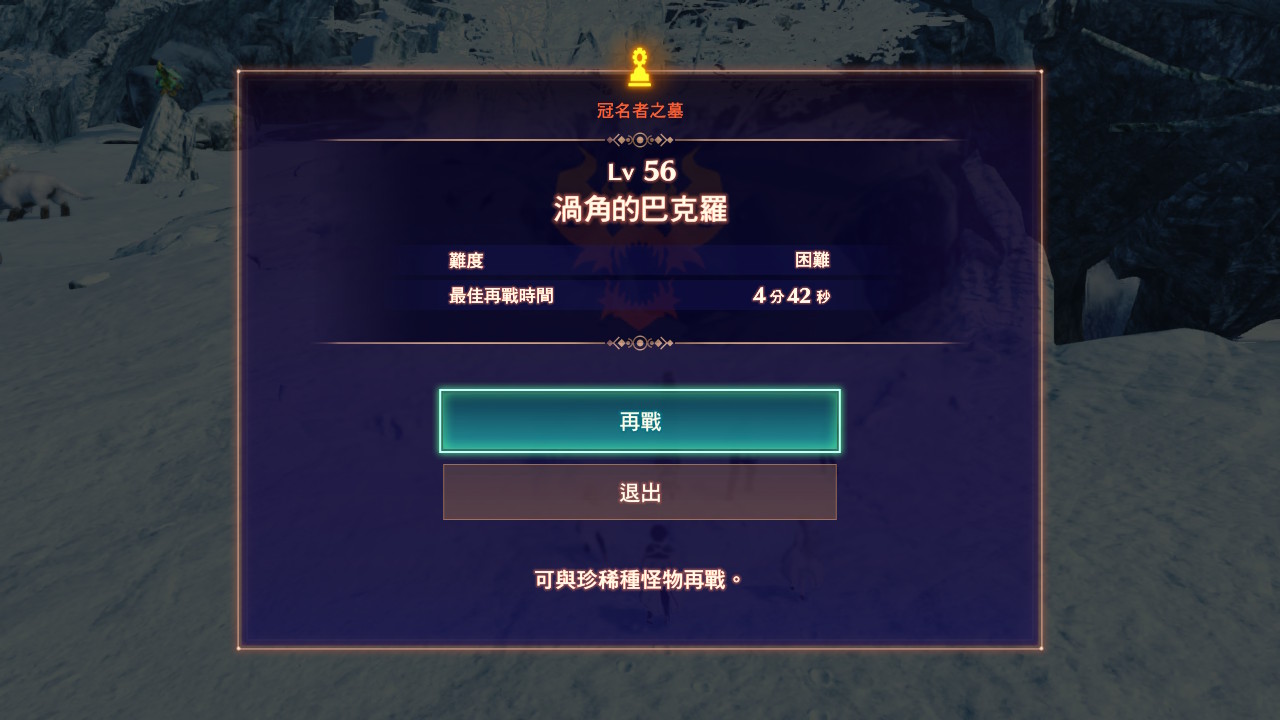 冠名者之墓
Lv 56
渦角的巴克羅
難度 困難
最佳再戰時間 4分42秒
再戰
退出
可與珍稀種怪物再戰。